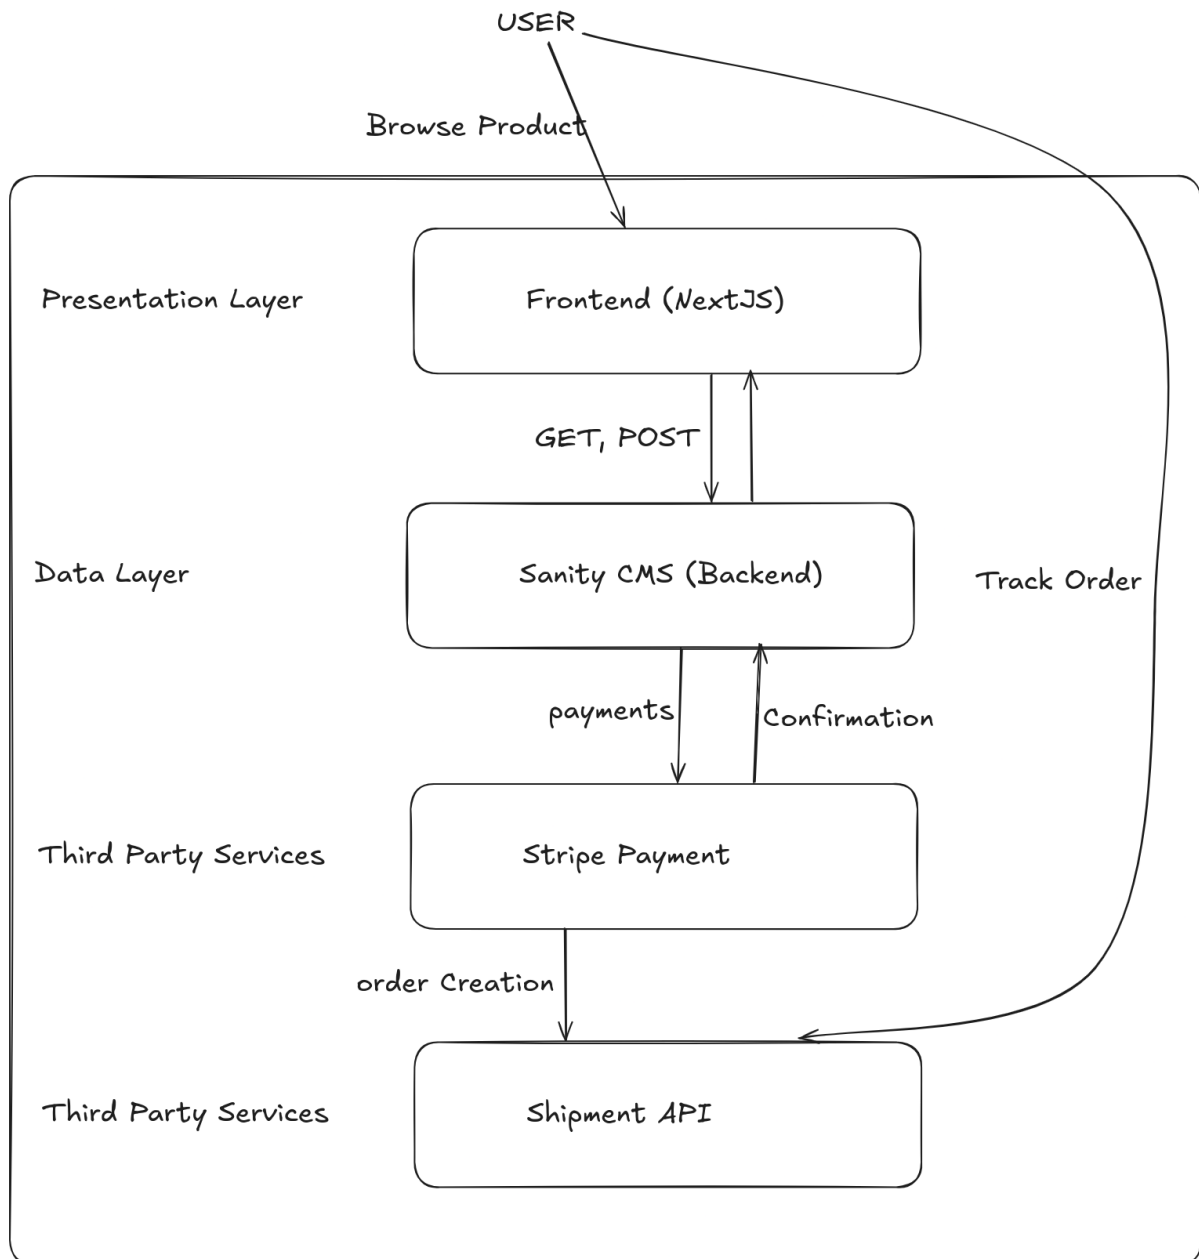 USER
Browse Product
Presentation Layer
Frontend (NextJS)
GET, POST
Data Layer
Sanity CMS (Backend)
Track Order
payments
Confirmation
Third Party Services
Stripe Payment
order Creation
Third Party Services
Shipment API